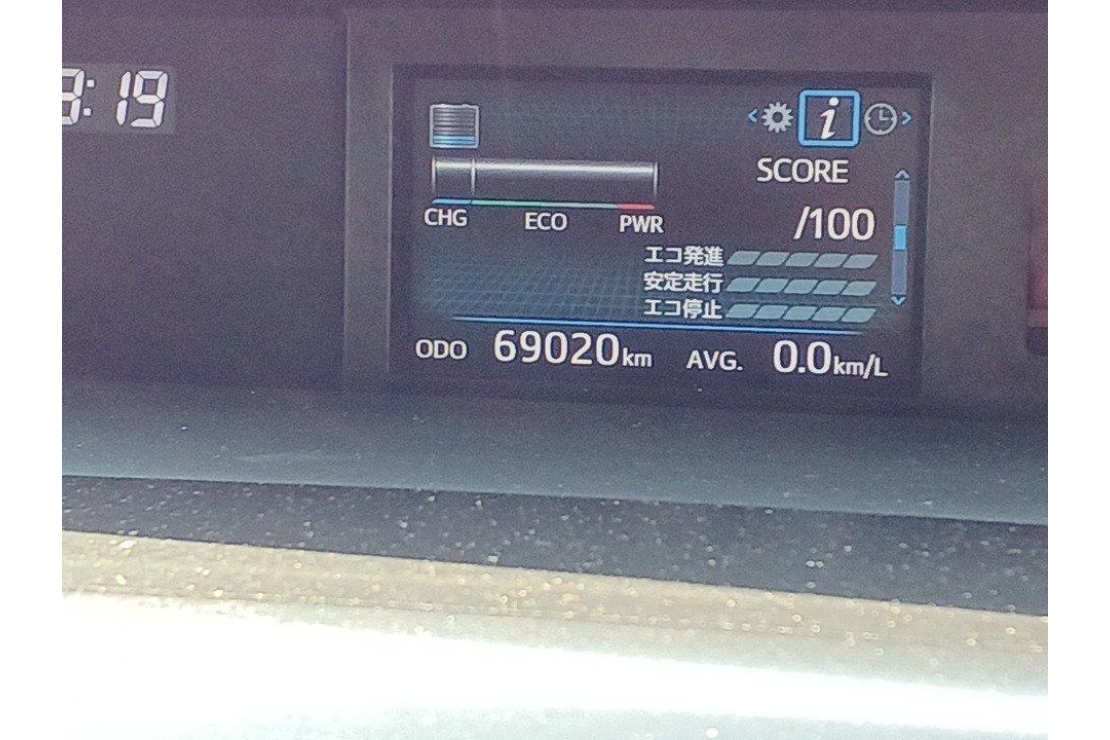 3:19
SCORE
/100
CHG ECO PWR
エコ発進
安定走行
エコ停止
ODO 69020km AVG. 0.0km/L